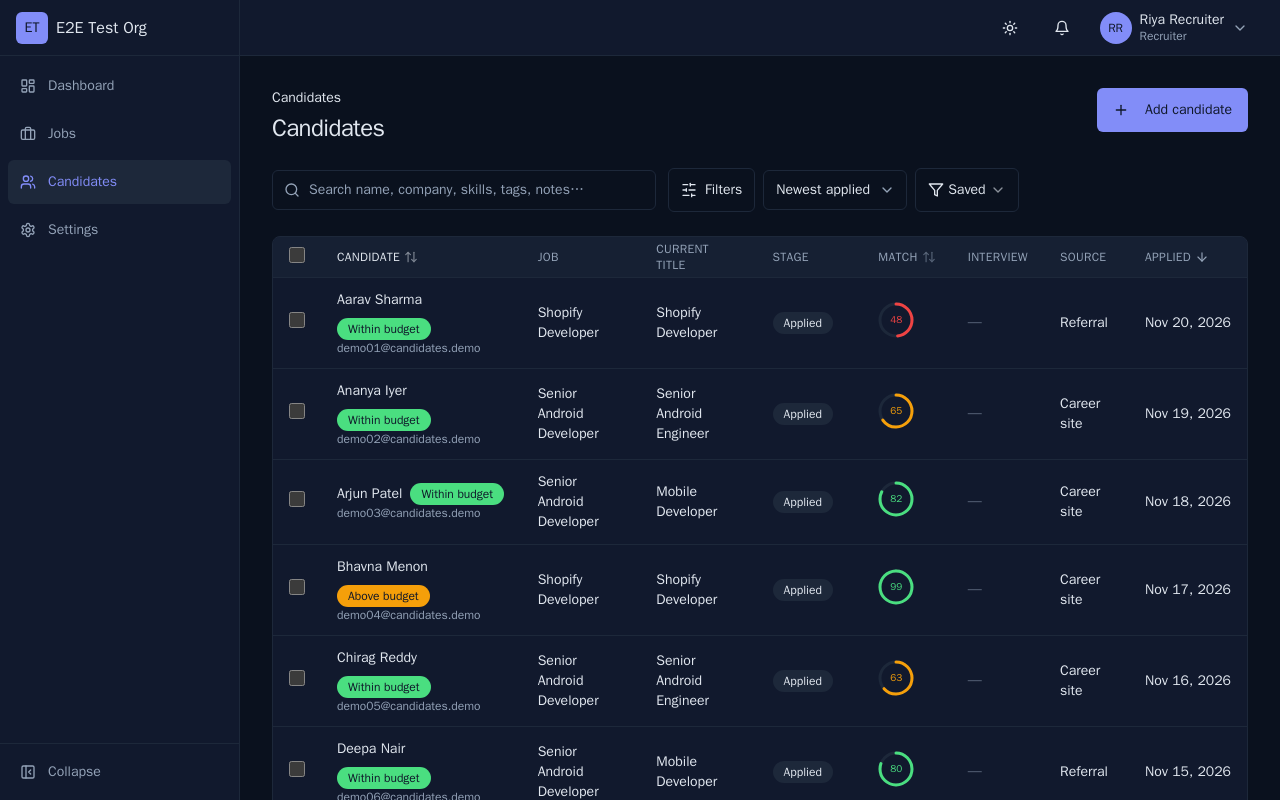 ET E2E Test Org
RR Riya Recruiter
Recruiter
Dashboard
Jobs
Candidates
Settings
Collapse
Candidates
Candidates
Add candidate
Search name, company, skills, tags, notes…
Filters
Newest applied
Saved
CANDIDATE JOB CURRENT TITLE STAGE MATCH INTERVIEW SOURCE APPLIED
Aarav Sharma
Within budget
demo01@candidates.demo
Shopify
Developer
Shopify
Developer
Applied
48
—
Referral
Nov 20, 2026
Ananya Iyer
Within budget
demo02@candidates.demo
Senior
Android
Developer
Senior
Android
Engineer
Applied
65
—
Career
site
Nov 19, 2026
Arjun Patel Within budget
demo03@candidates.demo
Senior
Android
Developer
Mobile
Developer
Applied
82
—
Career
site
Nov 18, 2026
Bhavna Menon
Above budget
demo04@candidates.demo
Shopify
Developer
Shopify
Developer
Applied
99
—
Career
site
Nov 17, 2026
Chirag Reddy
Within budget
demo05@candidates.demo
Senior
Android
Developer
Senior
Android
Engineer
Applied
63
—
Career
site
Nov 16, 2026
Deepa Nair
Within budget
demo06@candidates.demo
Senior
Android
Developer
Mobile
Developer
Applied
80
—
Referral
Nov 15, 2026